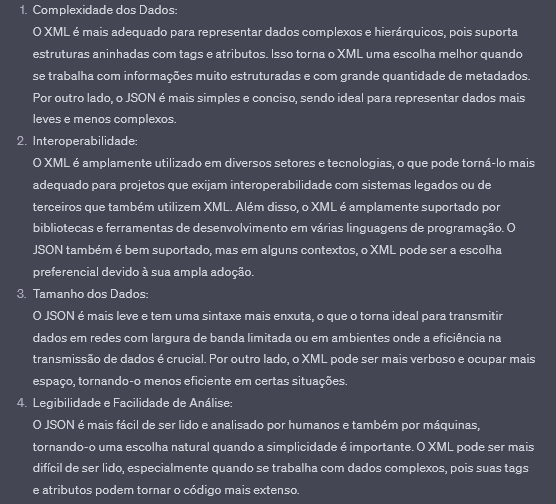 1. Complexidade dos Dados:
O XML é mais adequado para representar dados complexos e hierárquicos, pois suporta
estruturas aninhadas com tags e atributos. Isso torna o XML uma escolha melhor quando
se trabalha com informações muito estruturadas e com grande quantidade de metadados.
Por outro lado, o JSON é mais simples e conciso, sendo ideal para representar dados mais
leves e menos complexos.
2. Interoperabilidade:
O XML é amplamente utilizado em diversos setores e tecnologias, o que pode torná-lo mais
adequado para projetos que exijam interoperabilidade com sistemas legados ou de
terceiros que também utilizem XML. Além disso, o XML é amplamente suportado por
bibliotecas e ferramentas de desenvolvimento em várias linguagens de programação. O
JSON também é bem suportado, mas em alguns contextos, o XML pode ser a escolha
preferencial devido à sua ampla adoção.
3. Tamanho dos Dados:
O JSON é mais leve e tem uma sintaxe mais enxuta, o que o torna ideal para transmitir
dados em redes com largura de banda limitada ou em ambientes onde a eficiência na
transmissão de dados é crucial. Por outro lado, o XML pode ser mais verboso e ocupar mais
espaço, tornando-o menos eficiente em certas situações.
4. Legibilidade e Facilidade de Análise:
O JSON é mais fácil de ser lido e analisado por humanos e também por máquinas,
tornando-o uma escolha natural quando a simplicidade é importante. O XML pode ser mais
difícil de ser lido, especialmente quando se trabalha com dados complexos, pois suas tags
e atributos podem tornar o código mais extenso.